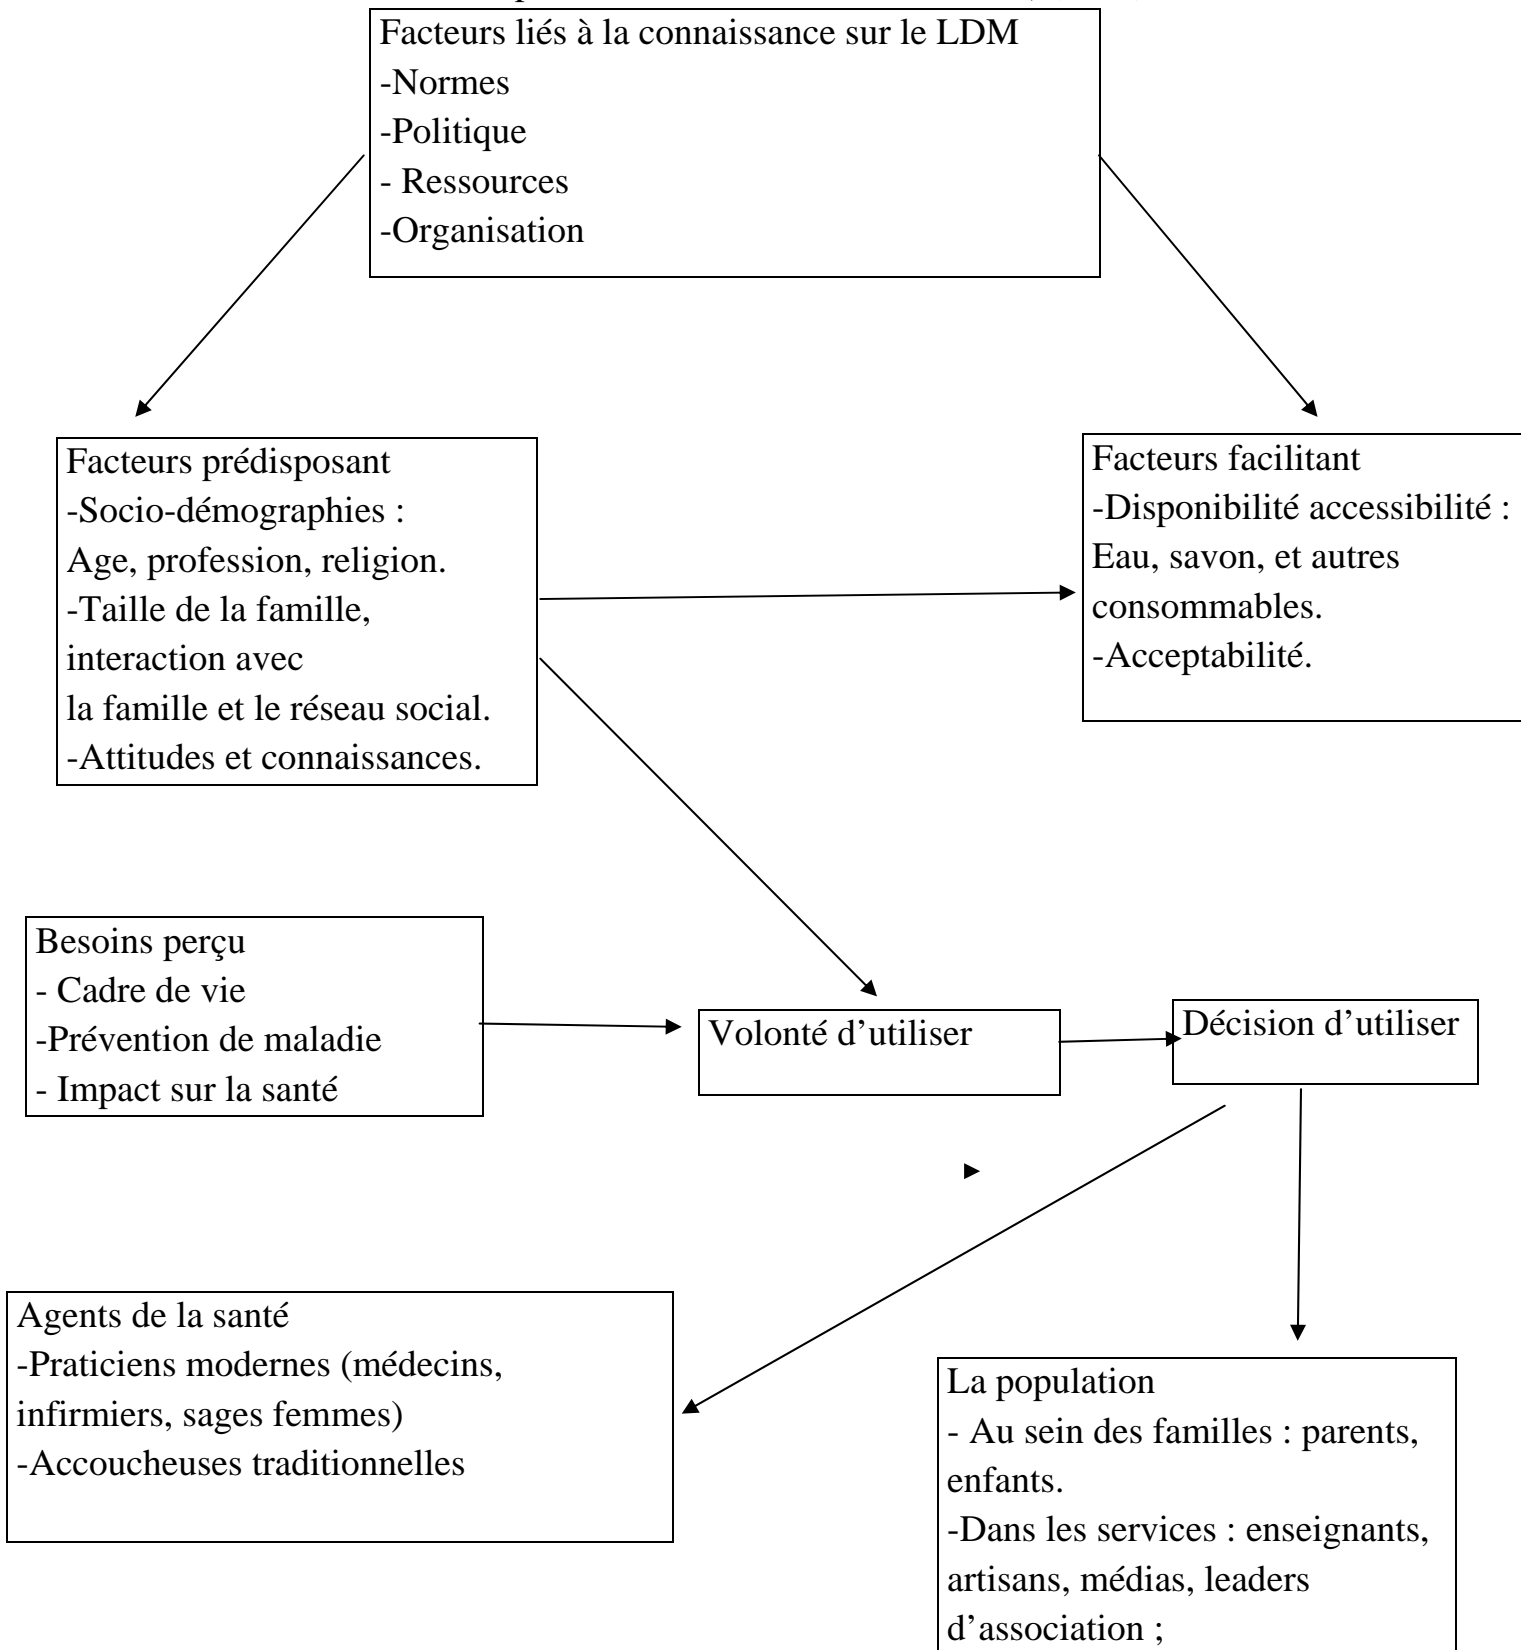 Facteurs liés à la connaissance sur le LDM
-Normes
-Politique
- Ressources
-Organisation
Facteurs prédisposant
-Socio-démographies :
Age, profession, religion.
-Taille de la famille,
interaction avec
la famille et le réseau social.
-Attitudes et connaissances.
Facteurs facilitant
-Disponibilité accessibilité :
Eau, savon, et autres
consommables.
-Acceptabilité.
Besoins perçu
- Cadre de vie
-Prévention de maladie
- Impact sur la santé
Volonté d’utiliser
Décision d’utiliser
Agents de la santé
-Praticiens modernes (médecins,
infirmiers, sages femmes)
-Accoucheuses traditionnelles
La population
- Au sein des familles : parents,
enfants.
-Dans les services : enseignants,
artisans, médias, leaders
d’association ;